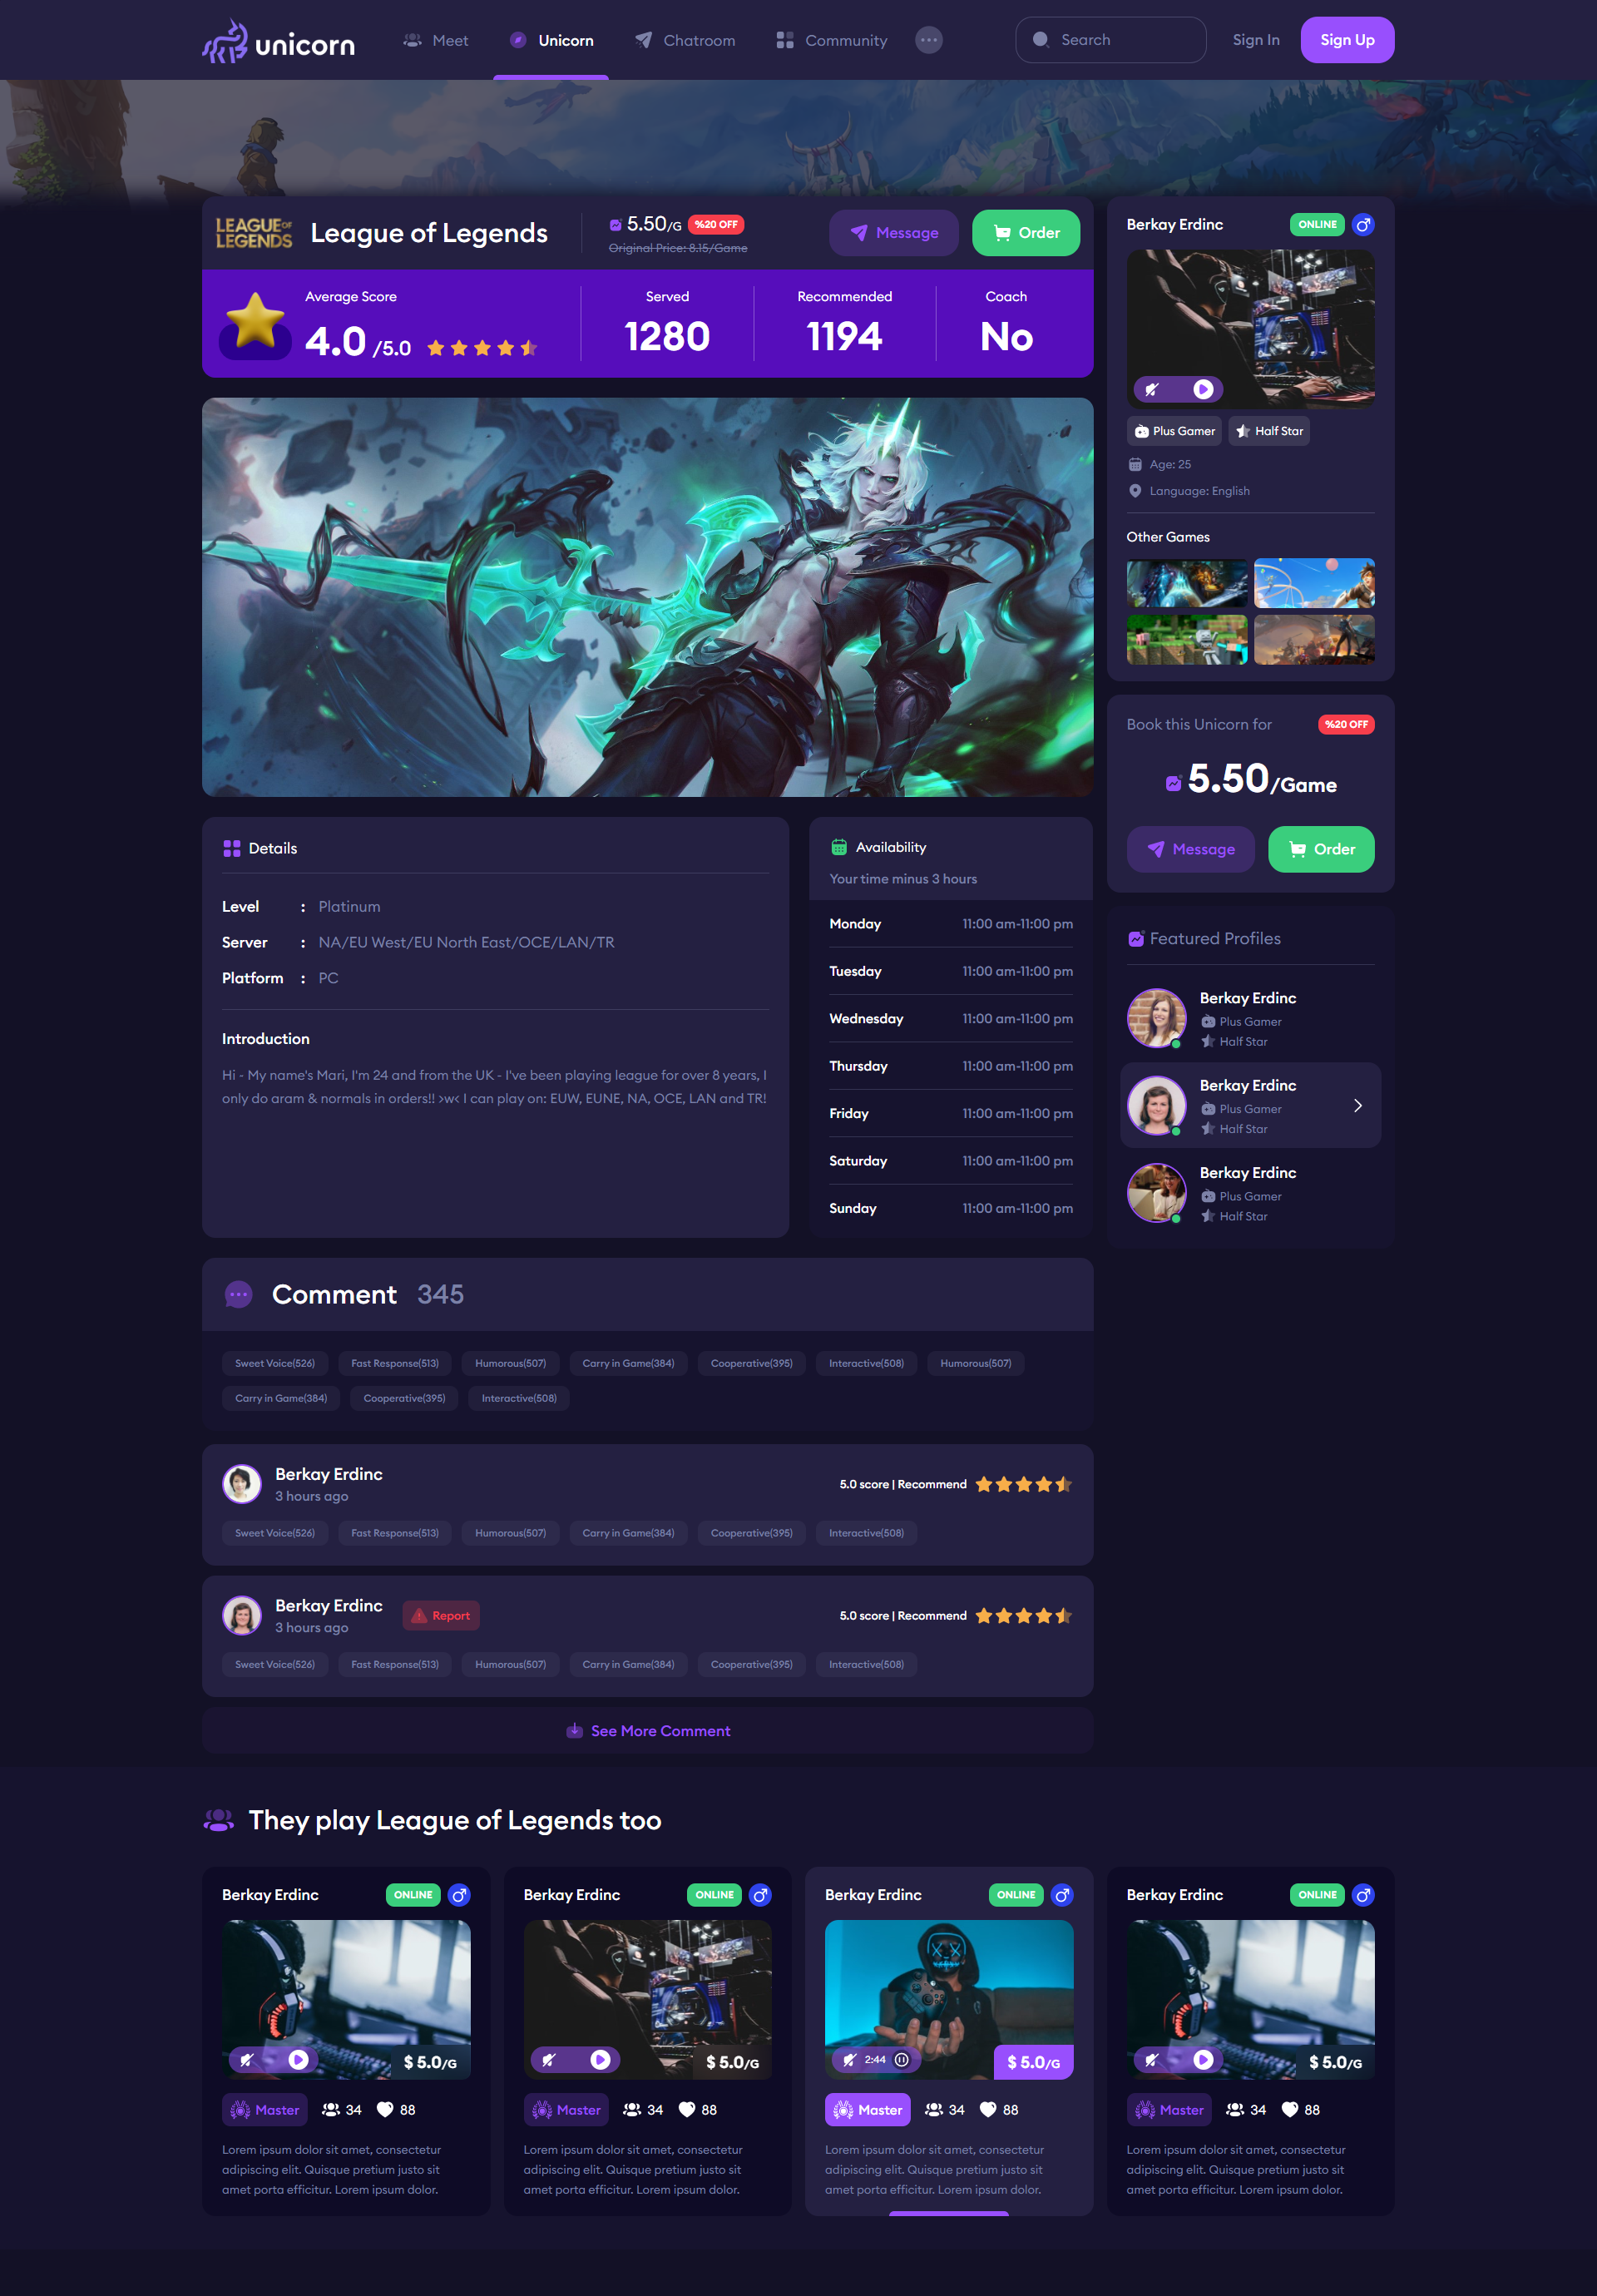 unicorn
Meet
Unicorn
Chatroom
Community
Search
Sign In
Sign Up
LEAGUE OF
LEGENDS
League of Legends
5.50/G %20 OFF
Original Price: 8.15/Game
Message
Order
Average Score
4.0 /5.0
Served
1280
Recommended
1194
Coach
No
Berkay Erdinc
ONLINE
Plus Gamer
Half Star
Age: 25
Language: English
Other Games
Book this Unicorn for
%20 OFF
5.50/Game
Message
Order
Details
Level : Platinum
Server : NA/EU West/EU North East/OCE/LAN/TR
Platform : PC
Introduction
Hi - My name's Mari, I'm 24 and from the UK - I've been playing league for over 8 years, I
only do aram & normals in orders!! >w< I can play on: EUW, EUNE, NA, OCE, LAN and TR!
Availability
Your time minus 3 hours
Monday 11:00 am-11:00 pm
Tuesday 11:00 am-11:00 pm
Wednesday 11:00 am-11:00 pm
Thursday 11:00 am-11:00 pm
Friday 11:00 am-11:00 pm
Saturday 11:00 am-11:00 pm
Sunday 11:00 am-11:00 pm
Featured Profiles
Berkay Erdinc
Plus Gamer
Half Star
Berkay Erdinc
Plus Gamer
Half Star
Berkay Erdinc
Plus Gamer
Half Star
Comment 345
Sweet Voice(526) Fast Response(513) Humorous(507) Carry in Game(384) Cooperative(395) Interactive(508) Humorous(507)
Carry in Game(384) Cooperative(395) Interactive(508)
Berkay Erdinc
3 hours ago
5.0 score | Recommend
Sweet Voice(526) Fast Response(513) Humorous(507) Carry in Game(384) Cooperative(395) Interactive(508)
Berkay Erdinc
3 hours ago
Report
5.0 score | Recommend
Sweet Voice(526) Fast Response(513) Humorous(507) Carry in Game(384) Cooperative(395) Interactive(508)
See More Comment
They play League of Legends too
Berkay Erdinc
ONLINE
$ 5.0/G
Master 34 88
Lorem ipsum dolor sit amet, consectetur
adipiscing elit. Quisque pretium justo sit
amet porta efficitur. Lorem ipsum dolor.
Berkay Erdinc
ONLINE
$ 5.0/G
Master 34 88
Lorem ipsum dolor sit amet, consectetur
adipiscing elit. Quisque pretium justo sit
amet porta efficitur. Lorem ipsum dolor.
Berkay Erdinc
ONLINE
2:44
$ 5.0/G
Master 34 88
Lorem ipsum dolor sit amet, consectetur
adipiscing elit. Quisque pretium justo sit
amet porta efficitur. Lorem ipsum dolor.
Berkay Erdinc
ONLINE
$ 5.0/G
Master 34 88
Lorem ipsum dolor sit amet, consectetur
adipiscing elit. Quisque pretium justo sit
amet porta efficitur. Lorem ipsum dolor.